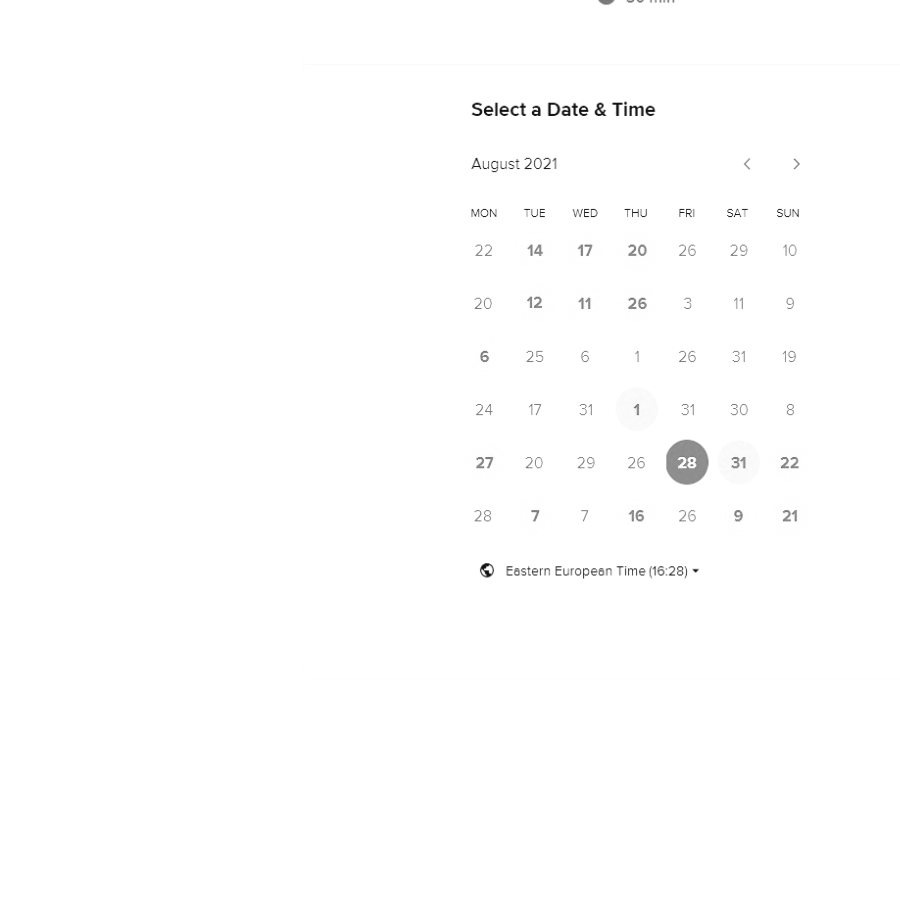 30 min
Select a Date & Time
August 2021
MON TUE WED THU FRI SAT SUN
22 14 17 20 26 29 10
20 12 11 26 3 11 9
6 25 6 1 26 31 19
24 17 31 1 31 30 8
27 20 29 26 28 31 22
28 7 7 16 26 9 21
Eastern European Time (16:28)